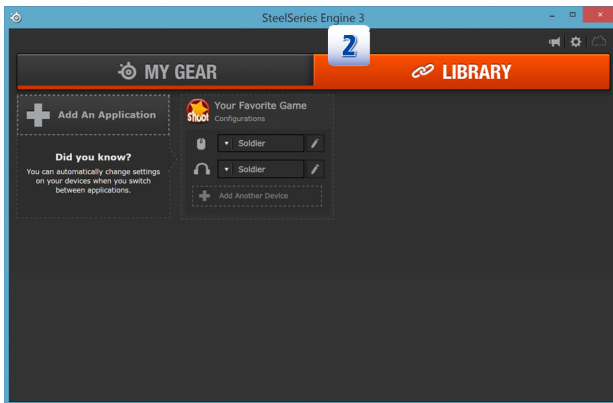 SteelSeries Engine 3
2
MY GEAR
LIBRARY
Add An Application
Did you know?
You can automatically change settings
on your devices when you switch
between applications.
Shoot
Your Favorite Game
Configurations
Soldier
Soldier
Add Another Device